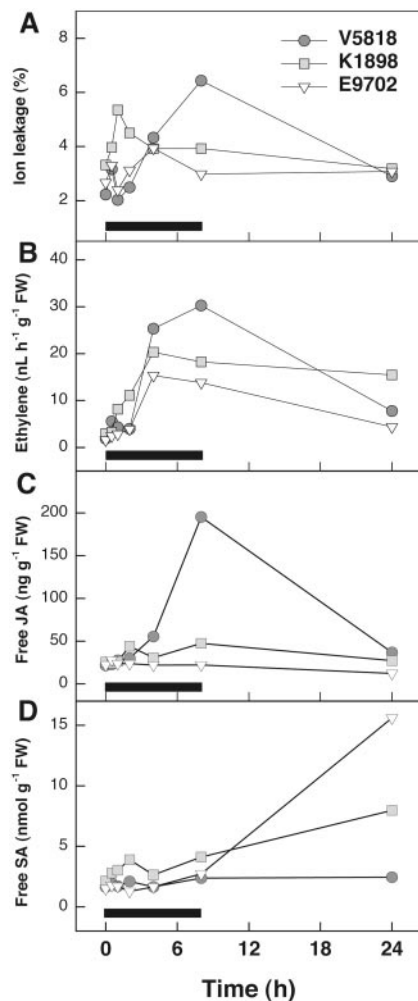 A
8
6
4
2
Ion leakage (%)
V5818
K1898
E9702
B
40
30
20
10
0
Ethylene (nL h-1 g-1 FW)
C
200
150
100
50
0
Free JA (ng g-1 FW)
D
15
10
5
0
Free SA (nmol g-1 FW)
0 6 12 18 24
Time (h)